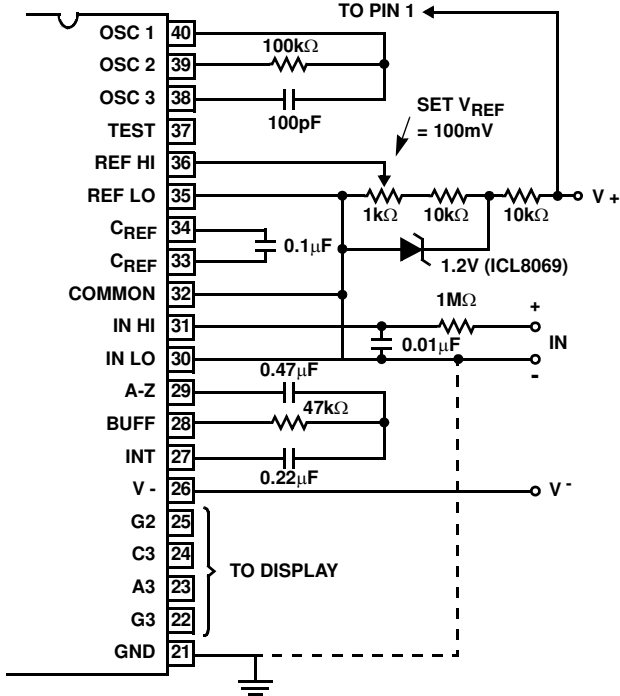 TO PIN 1
OSC 1 40
100kΩ
OSC 2 39
OSC 3 38
100pF
SET VREF
= 100mV
TEST 37
REF HI 36
REF LO 35
V +
1kΩ 10kΩ 10kΩ
CREF 34
0.1μF
CREF 33
1.2V (ICL8069)
COMMON 32
1MΩ
+
IN HI 31
0.01μF
IN
IN LO 30
-
0.47μF
A-Z 29
47kΩ
BUFF 28
INT 27
0.22μF
V - 26
V -
G2 25
C3 24
TO DISPLAY
A3 23
G3 22
GND 21